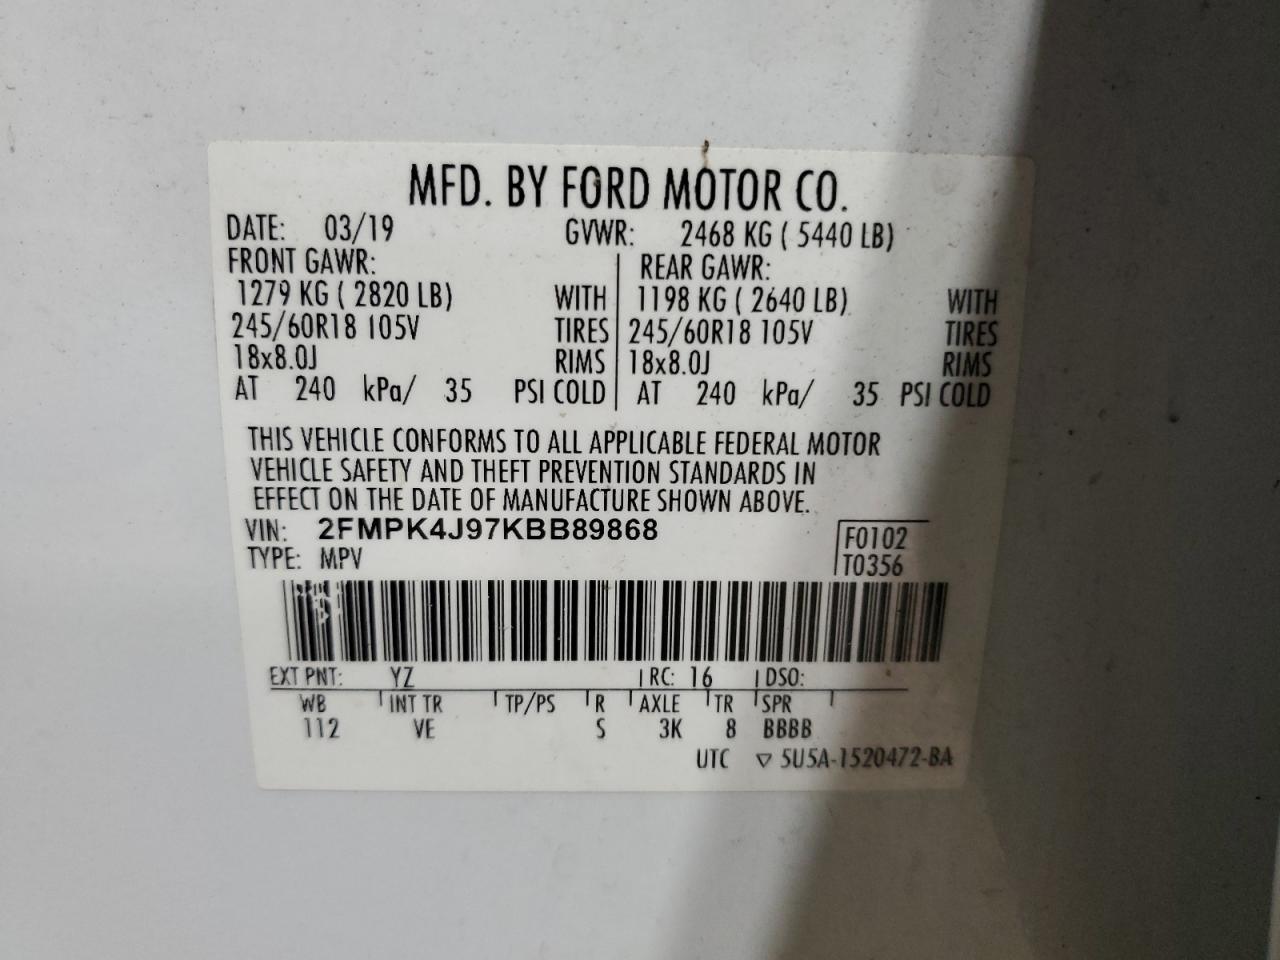 MFD. BY FORD MOTOR CO.
DATE: 03/19 GVWR: 2468 KG ( 5440 LB)
FRONT GAWR: REAR GAWR:
1279 KG ( 2820 LB) WITH 1198 KG ( 2640 LB) WITH
245/60R18 105V TIRES 245/60R18 105V TIRES
18x8.0J RIMS 18x8.0J RIMS
AT 240 kPa/ 35 PSI COLD AT 240 kPa/ 35 PSI COLD
THIS VEHICLE CONFORMS TO ALL APPLICABLE FEDERAL MOTOR
VEHICLE SAFETY AND THEFT PREVENTION STANDARDS IN
EFFECT ON THE DATE OF MANUFACTURE SHOWN ABOVE.
VIN: 2FMPK4J97KBB89868 F0102
TYPE: MPV T0356
EXT PNT: YZ RC: 16 DSO:
WB INT TR TP/PS R AXLE TR SPR
112 VE S 3K 8 BBBB
UTC ▽ 5U5A-1520472-BA